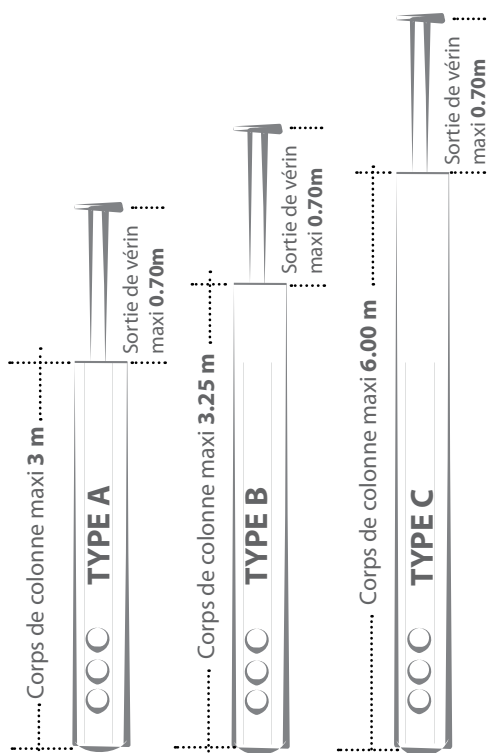 Corps de colonne maxi 3 m
TYPE A
Sortie de vérin
maxi 0.70m
Corps de colonne maxi 3.25 m
TYPE B
Sortie de vérin
maxi 0.70m
Corps de colonne maxi 6.00 m
TYPE C
Sortie de vérin
maxi 0.70m